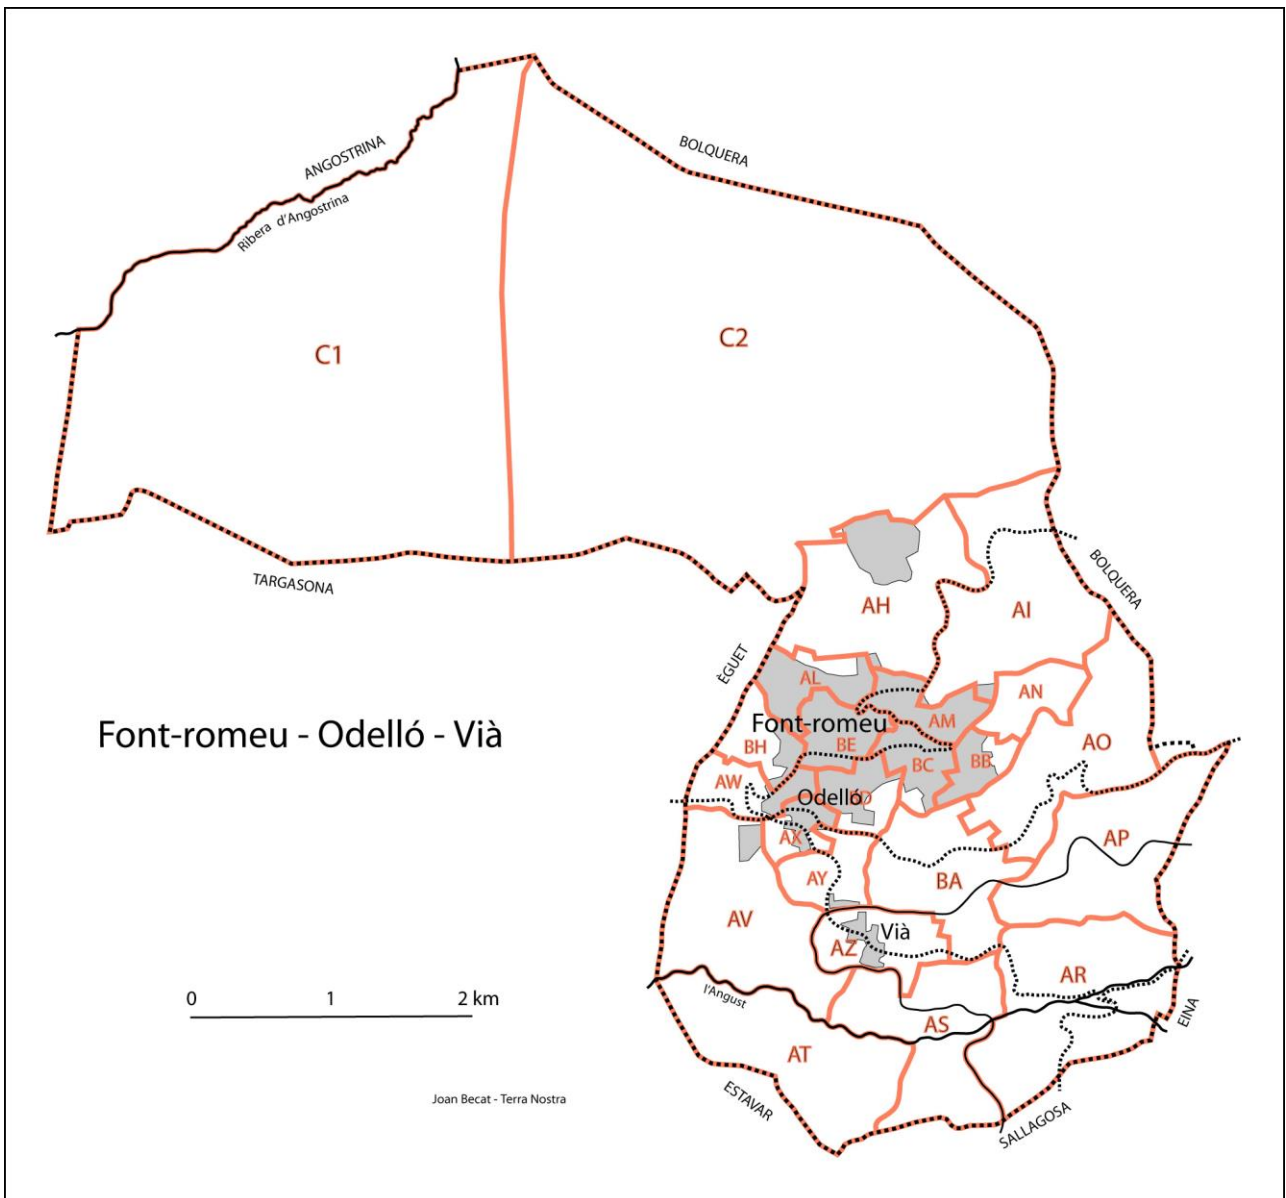 ANGOSTRINA
BOLQUERA
Ribera d'Angostrina
C1
C2
TARGASONA
BOLQUERA
AH
AI
ÈGUET
AL
AN
Font-romeu
AM
Font-romeu - Odelló - Vià
BH
BE
AO
BC
BB
AW
Odelló
AX
AP
AY
BA
AV
Vià
AZ
AR
0 1 2 km
l'Angust
EINA
AS
AT
Joan Becat - Terra Nostra
ESTAVAR
SALLAGOSA